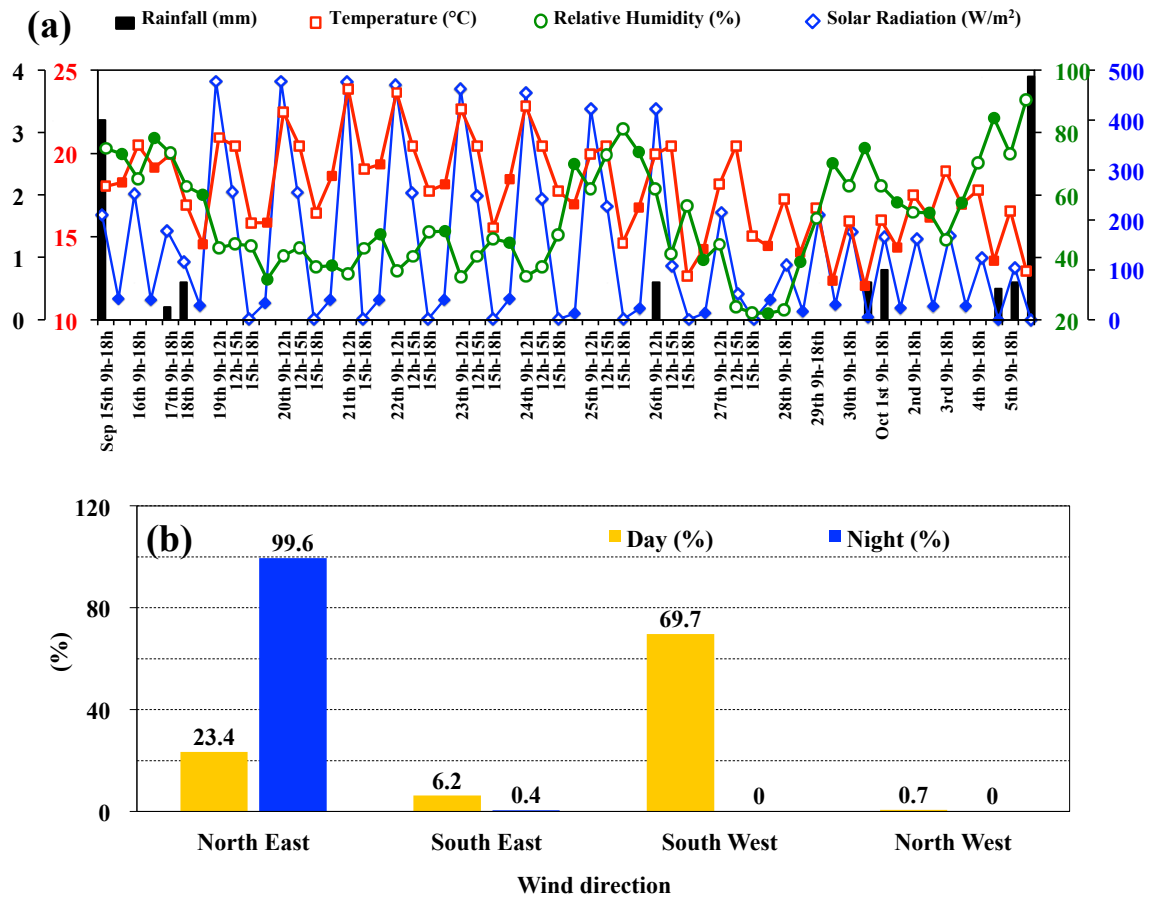 (a)
Rainfall (mm) Temperature (°C) Relative Humidity (%) Solar Radiation (W/m²)
4 25 100 500
400
3 80
20 300
2 60
200
15
1 40
100
0 10 20 0
Sep 15th 9h-18h
16th 9h-18h
17th 9h-18h
18th 9h-18h
19th 9h-12h
12h-15h
15h-18h
20th 9h-12h
12h-15h
15h-18h
21th 9h-12h
15h-18h
22th 9h-12h
12h-15h
15h-18h
23th 9h-12h
12h-15h
15h-18h
24th 9h-12h
12h-15h
15h-18h
25th 9h-12h
12h-15h
15h-18h
26th 9h-12h
12h-15h
15h-18h
27th 9h-12h
12h-15h
15h-18h
28th 9h-18h
29th 9h-18th
30th 9h-18h
Oct 1st 9h-18h
2nd 9h-18h
3rd 9h-18h
4th 9h-18h
5th 9h-18h
(b)
Day (%) Night (%)
120
80
40
0
(%)
23.4
99.6
6.2
0.4
69.7
0
0.7
0
North East South East South West North West
Wind direction